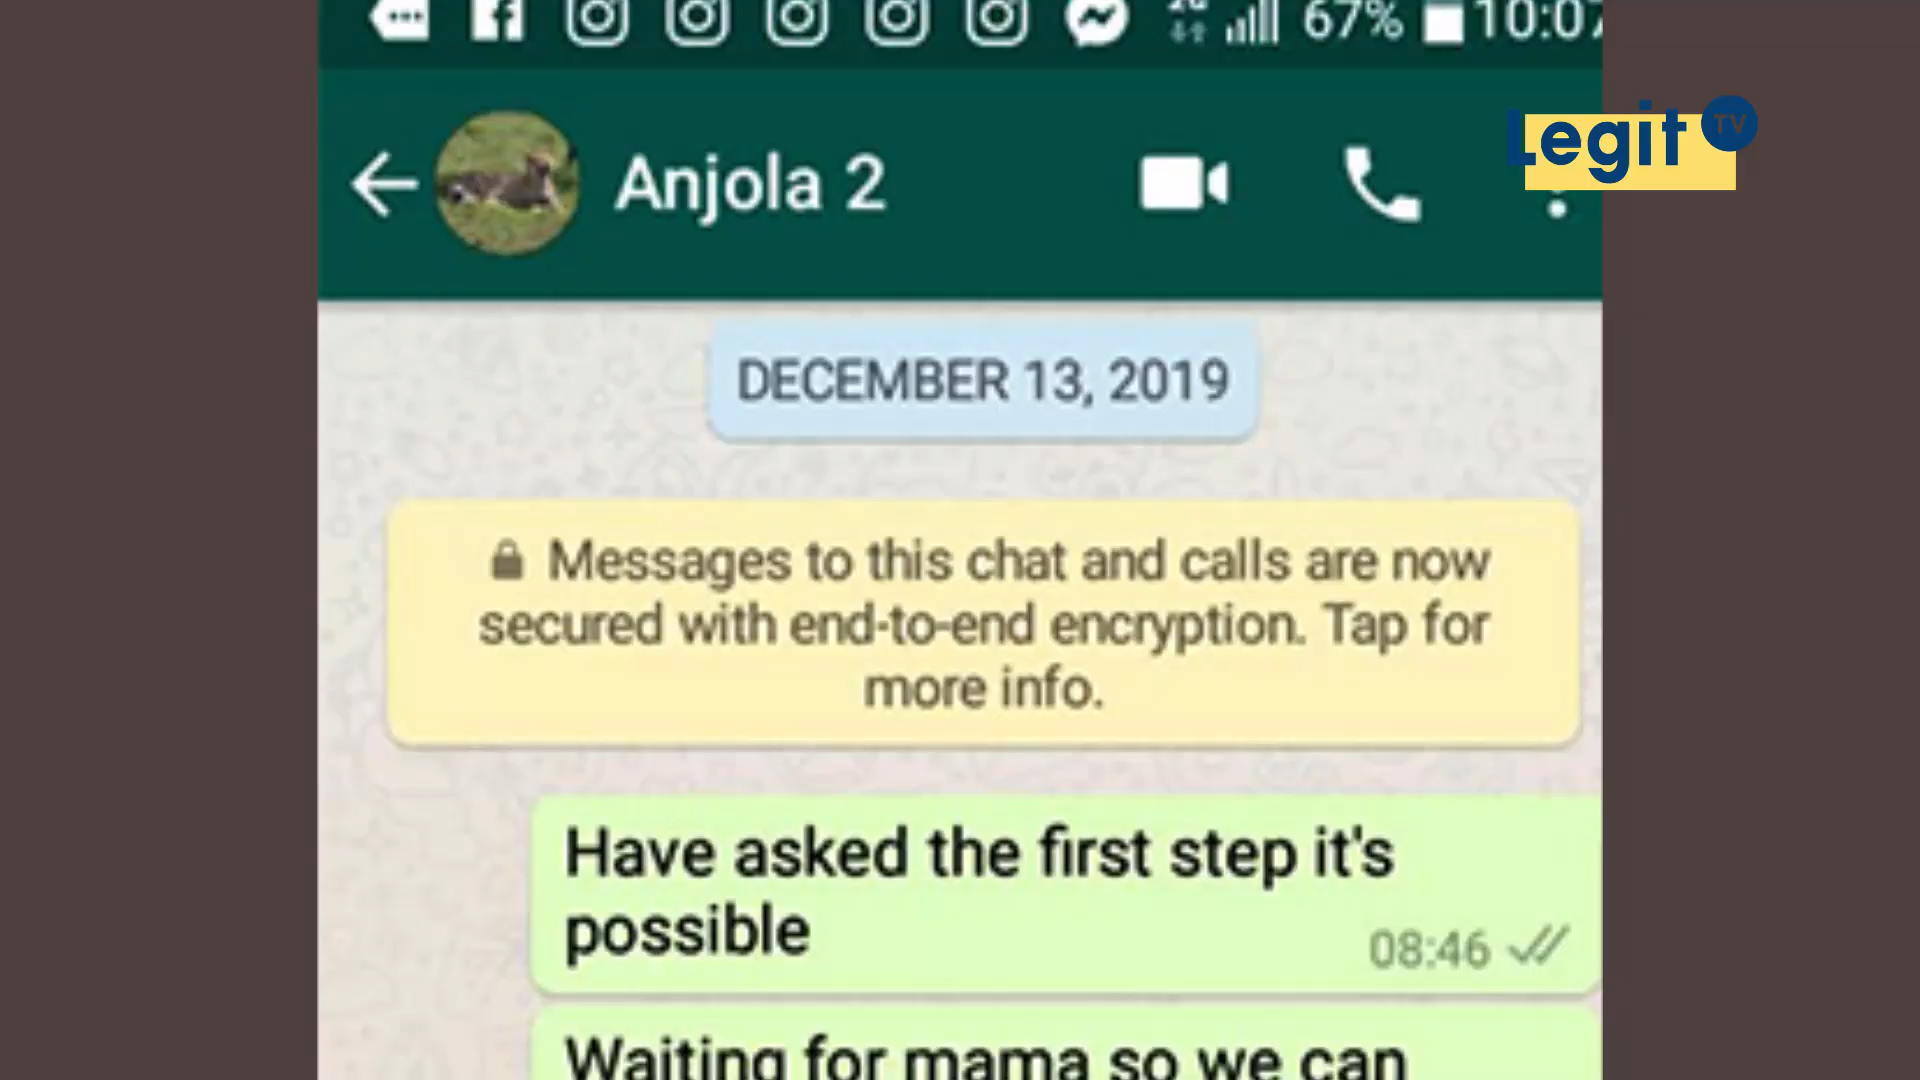 67% 10:07
Legit TV
Anjola 2
DECEMBER 13, 2019
Messages to this chat and calls are now
secured with end-to-end encryption. Tap for
more info.
Have asked the first step it's
possible
08:46
Waiting for mama so we can